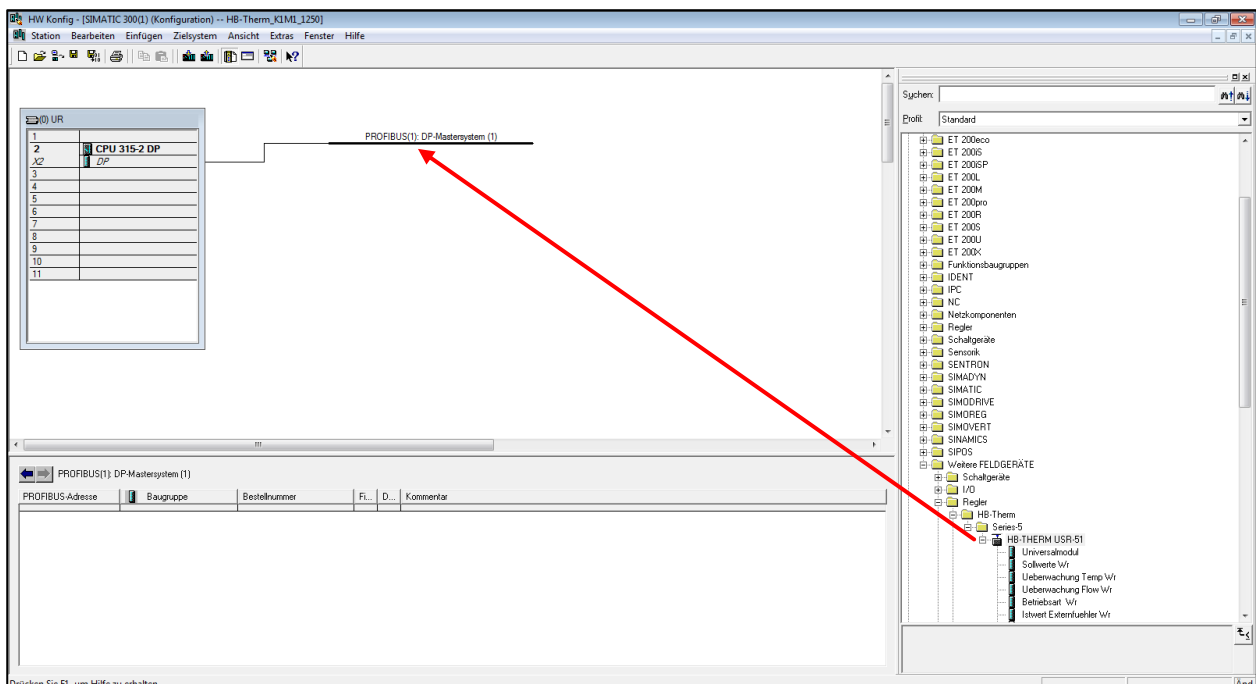 HW Konfig - [SIMATIC 300(1) (Konfiguration) -- HB-Therm_K1M1_1250]
Station Bearbeiten Einfügen Zielsystem Ansicht Extras Fenster Hilfe
(0) UR
1
2 CPU 315-2 DP
X2 DP
3
4
5
6
7
8
9
10
11
PROFIBUS(1): DP-Mastersystem (1)
PROFIBUS(1): DP-Mastersystem (1)
PROFIBUS-Adresse Baugruppe Bestellnummer Fi... D... Kommentar
Suchen:
Profil: Standard
ET 200eco
ET 200iS
ET 200iSP
ET 200L
ET 200M
ET 200pro
ET 200R
ET 200S
ET 200U
ET 200X
Funktionsbaugruppen
IDENT
IPC
NC
Netzkomponenten
Regler
Schaltgeräte
Sensorik
SENTRON
SIMADYN
SIMATIC
SIMODRIVE
SIMOREG
SIMOVERT
SINAMICS
SIPOS
Weitere FELDGERÄTE
Schaltgeräte
I/O
Regler
HB-Therm
Series-5
HB-THERM USR-51
Universalmodul
Sollwerte Wr
Ueberwachung Temp Wr
Ueberwachung Flow Wr
Betriebsart Wr
Istwert Externfuehler Wr
Drücken Sie F1, um Hilfe zu erhalten.
Änd